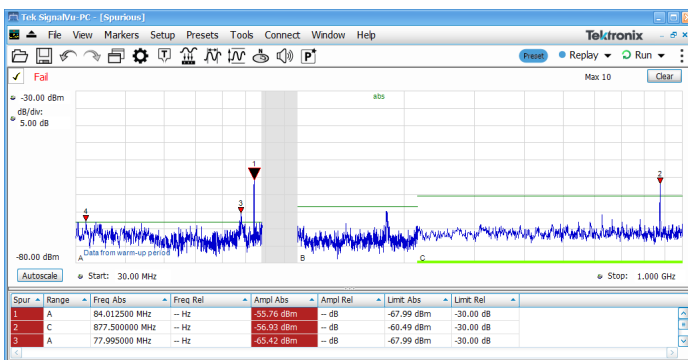 Tek SignalVu-PC - [Spurious]
File View Markers Setup Presets Tools Connect Window Help Tektronix
Preset Replay Run
Fail Max 10 Clear
-30.00 dBm
dB/div:
5.00 dB
abs
1
2
3
4
-80.00 dBm A Data from warm-up period B C
Autoscale Start: 30.00 MHz Stop: 1.000 GHz
Spur Range Freq Abs Freq Rel Ampl Abs Ampl Rel Limit Abs Limit Rel
1 A 84.012500 MHz -- Hz -55.76 dBm -- dB -67.99 dBm -30.00 dB
2 C 877.500000 MHz -- Hz -56.93 dBm -- dB -60.49 dBm -30.00 dB
3 A 77.995000 MHz -- Hz -65.42 dBm -- dB -67.99 dBm -30.00 dB